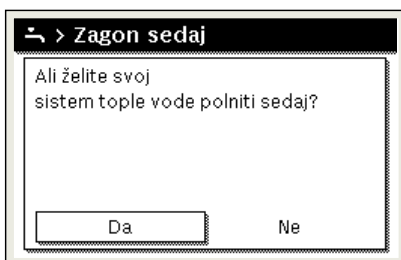 > Zagon sedaj
Ali želite svoj
sistem tople vode polniti sedaj?
Da
Ne